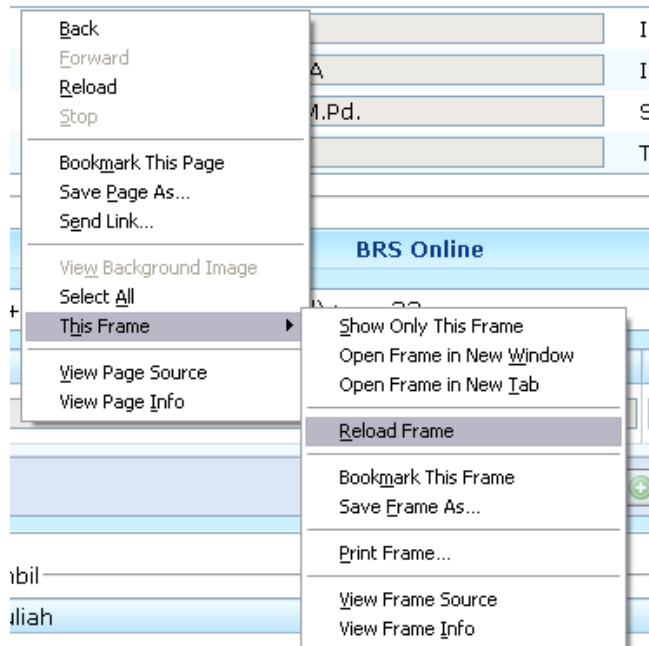 Back
Forward
Reload
Stop
Bookmark This Page
Save Page As...
Send Link...
View Background Image
Select All
This Frame
View Page Source
View Page Info
A
M.Pd.
I
I
S
T
BRS Online
+
Show Only This Frame
Open Frame in New Window
Open Frame in New Tab
Reload Frame
Bookmark This Frame
Save Frame As...
Print Frame...
View Frame Source
View Frame Info
nbil
uliah